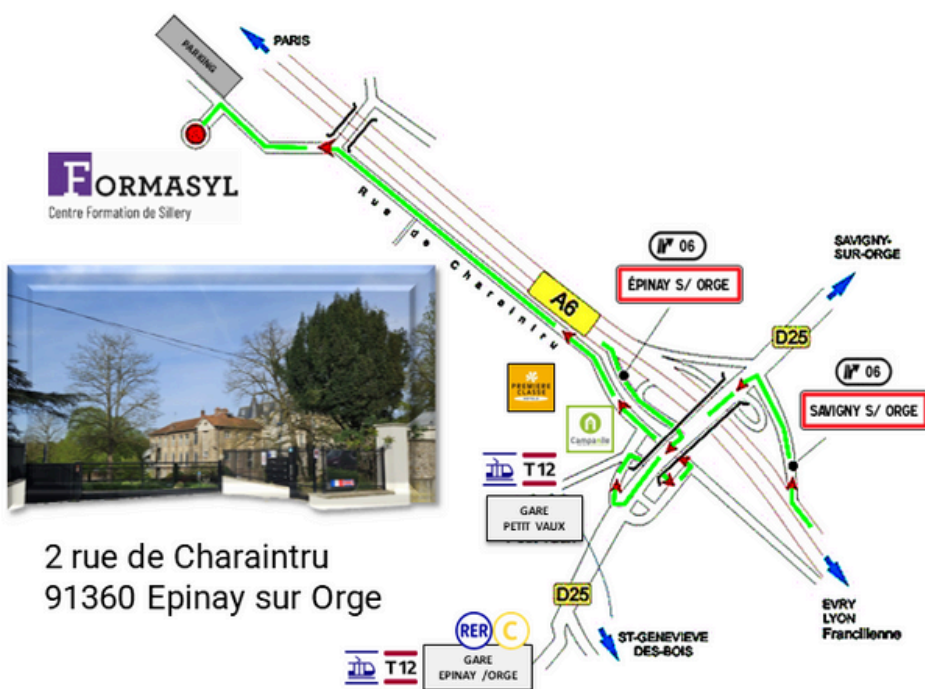 PARIS
PARKING
FORMASYL
Centre Formation de Sillery
Rue de Charaintru
06
ÉPINAY S/ ORGE
SAVIGNY-
SUR-ORGE
A6
D25
06
SAVIGNY S/ ORGE
PREMIERE
CLASSE
Campanile
T12
GARE
PETIT VAUX
2 rue de Charaintru
91360 Epinay sur Orge
D25
EVRY
LYON
Francilienne
RER C
ST-GENEVIEVE
DES-BOIS
T12
GARE
EPINAY /ORGE